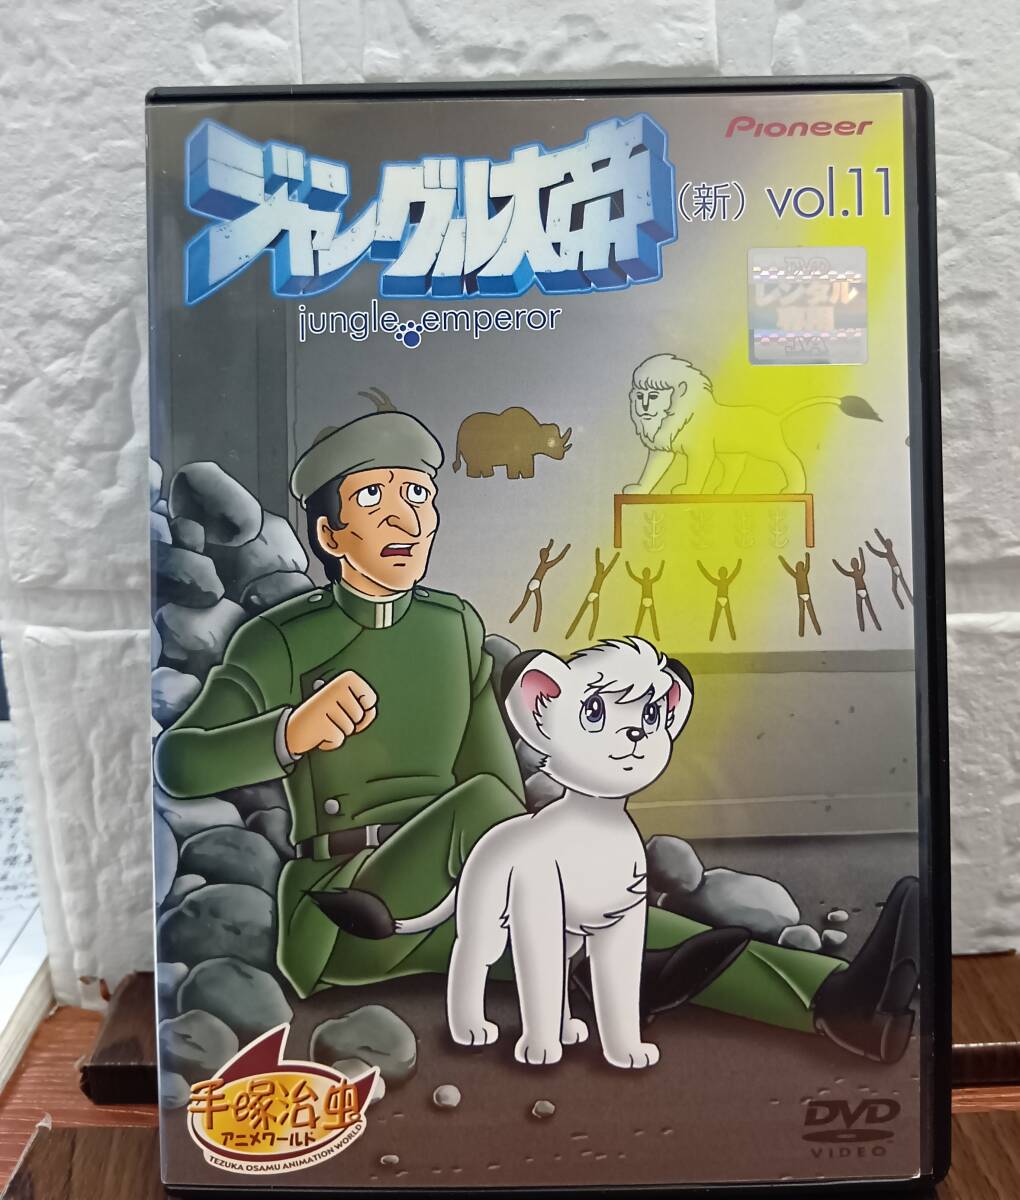 Pioneer
ジャングル大帝
（新） vol.11
jungle emperor
DVD
レンタル
手塚治虫
アニメワールド
TEZUKA OSAMU ANIMATION WORLD
DVD
VIDEO